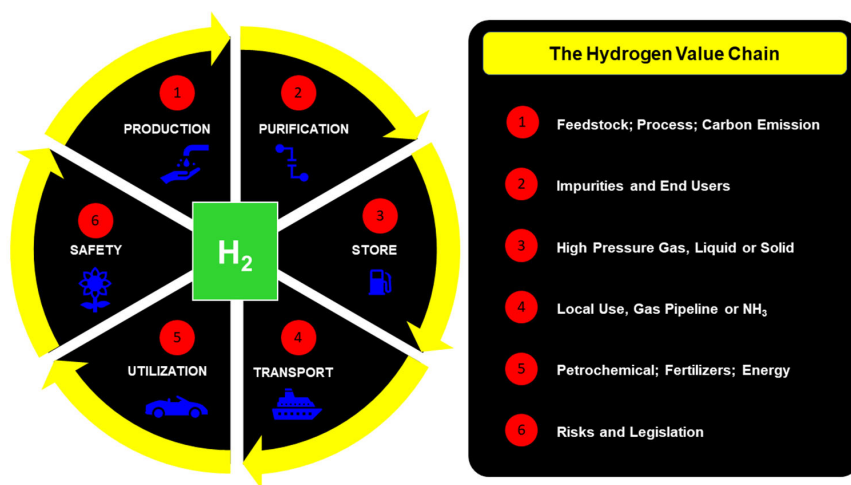 1
PRODUCTION
2
PURIFICATION
3
STORE
4
TRANSPORT
5
UTILIZATION
6
SAFETY
H₂
The Hydrogen Value Chain
1 Feedstock; Process; Carbon Emission
2 Impurities and End Users
3 High Pressure Gas, Liquid or Solid
4 Local Use, Gas Pipeline or NH₃
5 Petrochemical; Fertilizers; Energy
6 Risks and Legislation